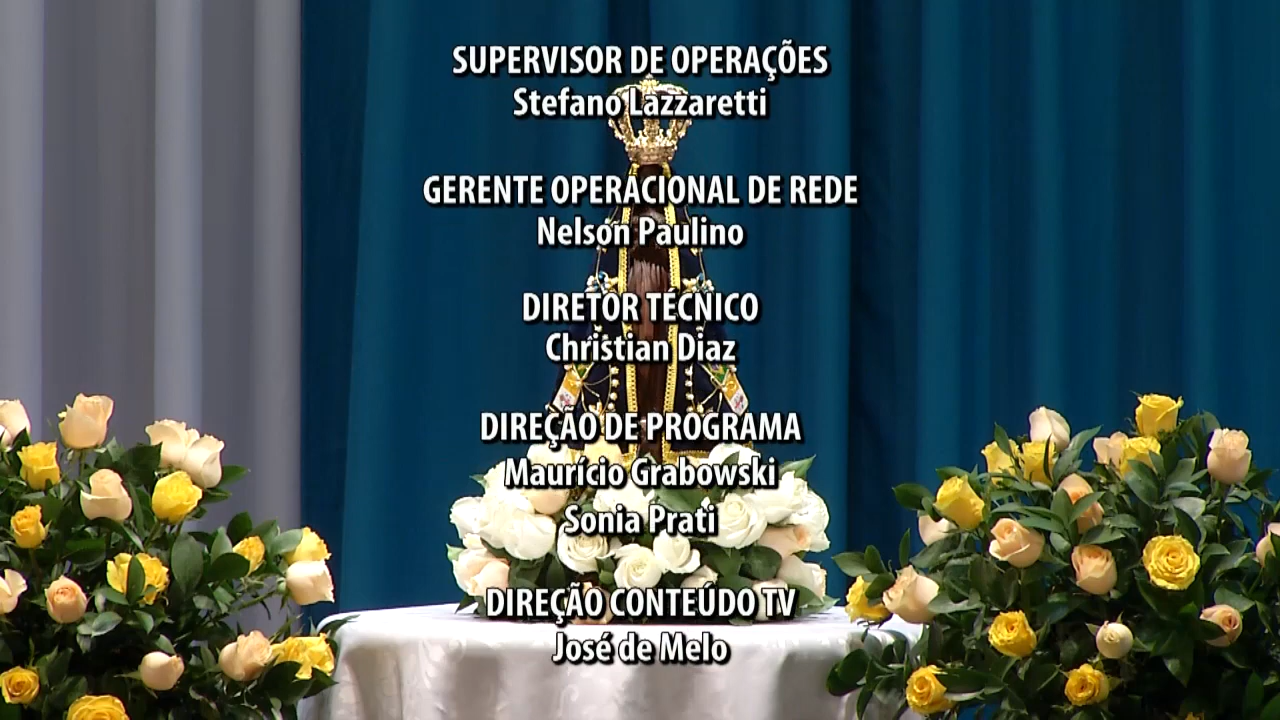 SUPERVISOR DE OPERAÇÕES
Stefano Lazzaretti
GERENTE OPERACIONAL DE REDE
Nelson Paulino
DIRETOR TÉCNICO
Christian Diaz
DIREÇÃO DE PROGRAMA
Maurício Grabowski
Sonia Prati
DIREÇÃO CONTEÚDO TV
José de Melo